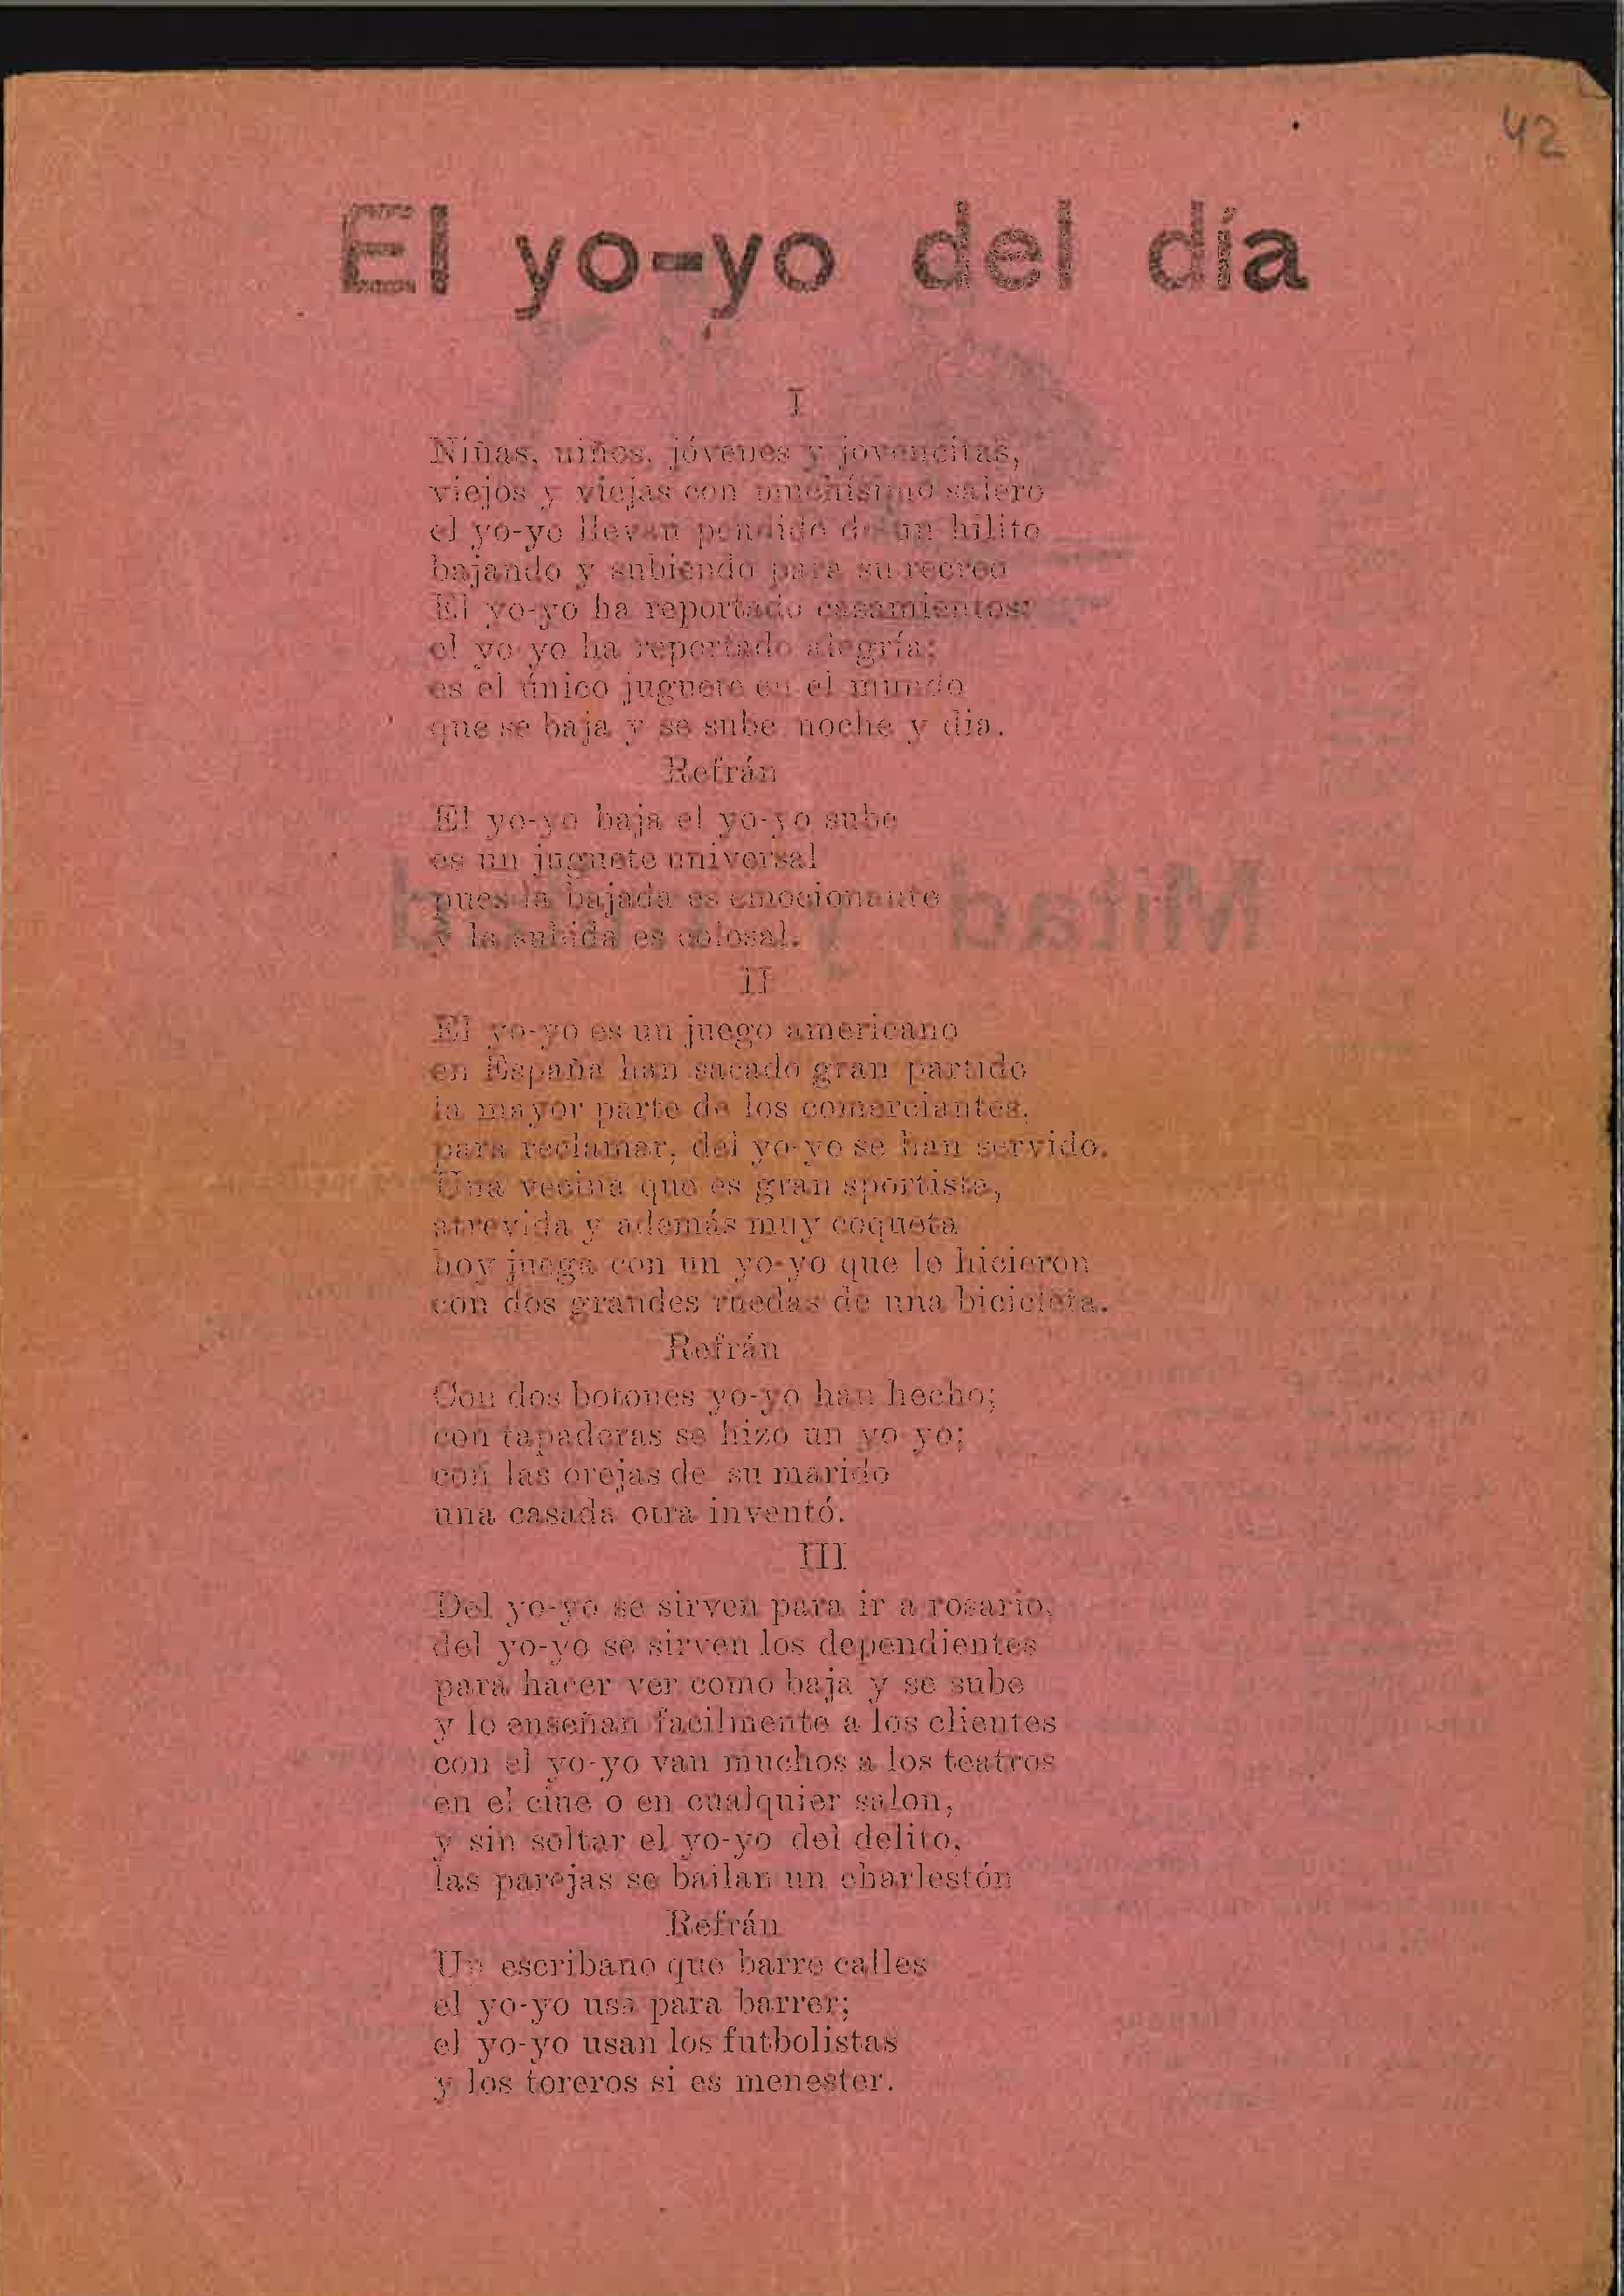 42
El yo-yo del día
I
Niñas, niños, jóvenes y jovencitas,
viejos y viejas con muchísimo salero
el yo-yo llevan pendido de un hilito
bajando y subiendo para su recreo
El yo-yo ha reportado casamientos;
el yo yo ha reportado alegría;
es el único juguete en el mundo
que se baja y se sube noche y dia.
Refrán
El yo-yo baja el yo-yo sube
es un juguete universal
pues la bajada es emocionante
y la subida es colosal.
II
El yo-yo es un juego americano
en España han sacado gran partido
la mayor parte de los comerciantes,
para reclamar, del yo-yo se han servido.
Una vecina que es gran sportista,
atrevida y además muy coqueta
hoy juega con un yo-yo que le hicieron
con dos grandes ruedas de una bicicleta.
Refrán
Con dos botones yo-yo han hecho;
con tapaderas se hizo un yo yo;
con las orejas de su marido
una casada otra inventó.
III
Del yo-yo se sirven para ir a rosario,
del yo-yo se sirven los dependientes
para hacer ver como baja y se sube
y lo enseñan facilmente a los clientes
con el yo-yo van muchos a los teatros
en el cine o en cualquier salon,
y sin soltar el yo-yo del delito,
las parejas se bailan un charlestón
Refrán
Un escribano que barre calles
el yo-yo usa para barrer;
el yo-yo usan los futbolistas
y los toreros si es menester.